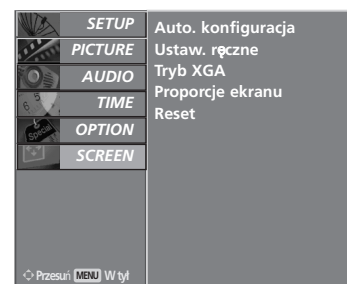 SETUP
PICTURE
AUDIO
TIME
OPTION
SCREEN
Auto. konfiguracja
Ustaw. ręczne
Tryb XGA
Proporcje ekranu
Reset
Przesuń MENU W tył